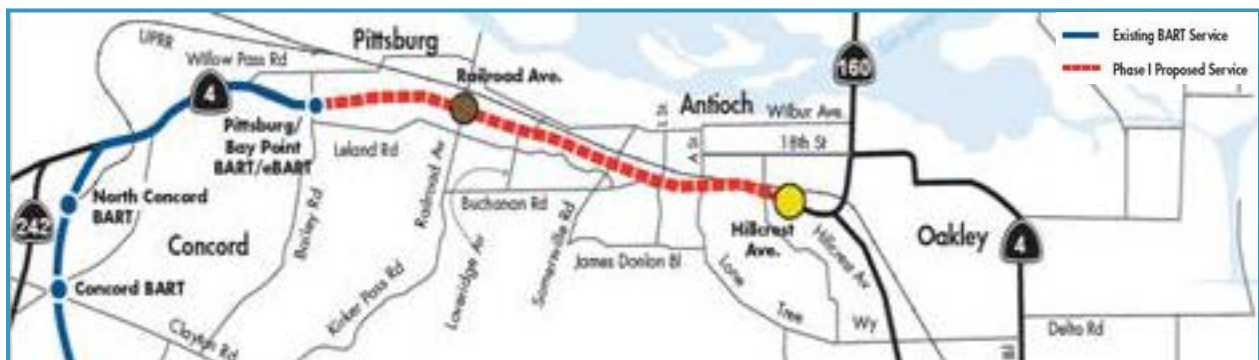 UPRR
Willow Pass Rd
Pittsburg
Railroad Ave.
160
Existing BART Service
Phase I Proposed Service
4
Antioch
Wilbur Ave.
L St
A St
18th St
Pittsburg/
Bay Point
BART/eBART
Leland Rd
Bailey Rd
Railroad Av
Buchanan Rd
Loveridge Av
Somersville Rd
James Donlon Bl
Hillcrest
Ave.
Hillcrest Av
Oakley
4
North Concord
BART
242
Concord
Concord BART
Clayton Rd
Kirker Pass Rd
Lone
Tree
Wy
Delta Rd